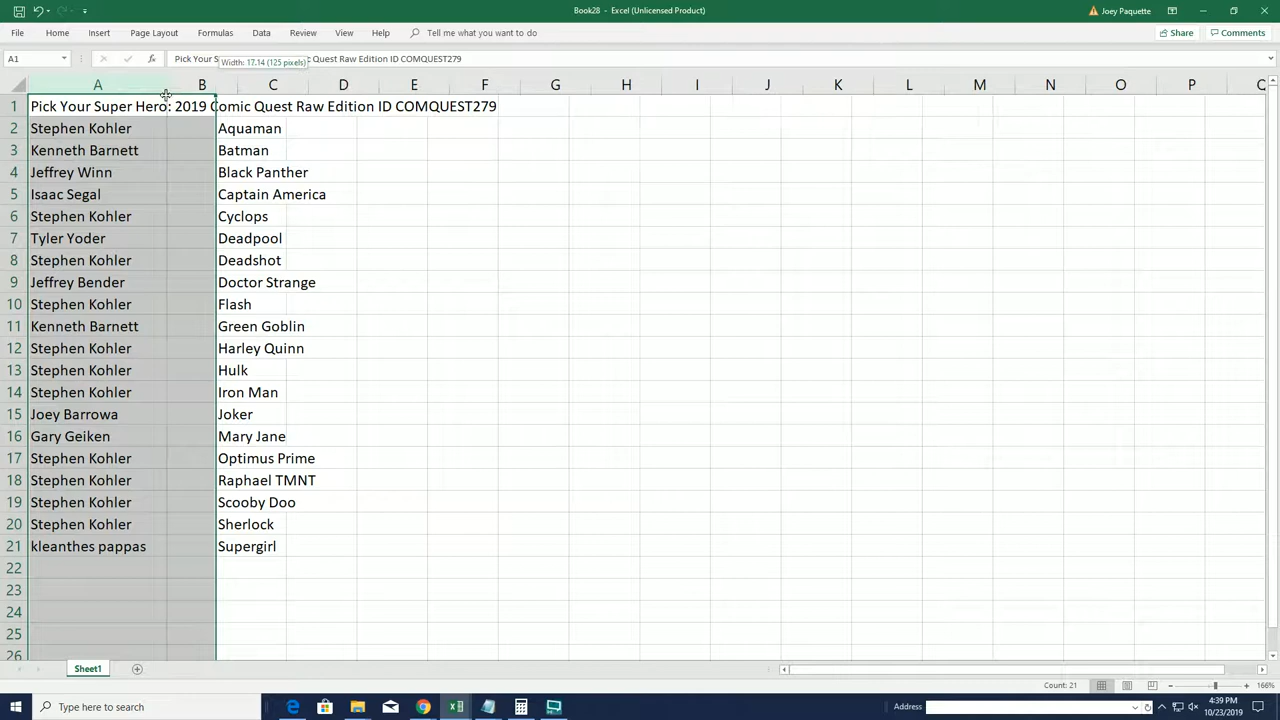 Book28 - Excel (Unlicensed Product)
Joey Paquette
File Home Insert Page Layout Formulas Data Review View Help Tell me what you want to do Share Comments
A1 Pick Your S Quest Raw Edition ID COMQUEST279
Width: 17.14 (125 pixels)
A B C D E F G H I J K L M N O P
1 Pick Your Super Hero: 2019 Comic Quest Raw Edition ID COMQUEST279
2 Stephen Kohler Aquaman
3 Kenneth Barnett Batman
4 Jeffrey Winn Black Panther
5 Isaac Segal Captain America
6 Stephen Kohler Cyclops
7 Tyler Yoder Deadpool
8 Stephen Kohler Deadshot
9 Jeffrey Bender Doctor Strange
10 Stephen Kohler Flash
11 Kenneth Barnett Green Goblin
12 Stephen Kohler Harley Quinn
13 Stephen Kohler Hulk
14 Stephen Kohler Iron Man
15 Joey Barrowa Joker
16 Gary Geiken Mary Jane
17 Stephen Kohler Optimus Prime
18 Stephen Kohler Raphael TMNT
19 Stephen Kohler Scooby Doo
20 Stephen Kohler Sherlock
21 kleanthes pappas Supergirl
22
23
24
25
26
Sheet1
Count: 21 166%
Type here to search
Address
4:39 PM
10/23/2019